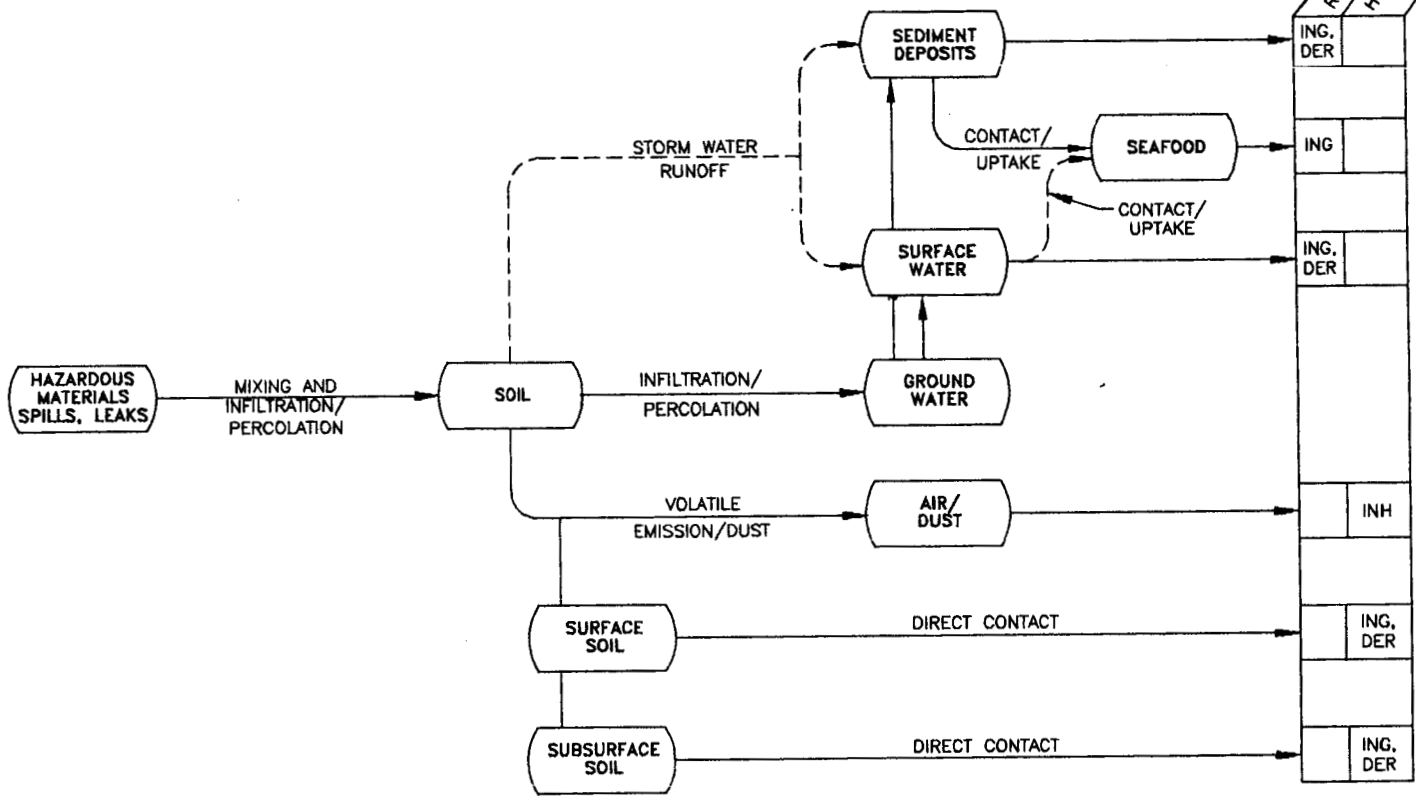 SEDIMENT
DEPOSITS
ING,
DER
STORM WATER
RUNOFF
CONTACT/
UPTAKE
SEAFOOD
ING
CONTACT/
UPTAKE
SURFACE
WATER
ING,
DER
HAZARDOUS
MATERIALS
SPILLS, LEAKS
MIXING AND
INFILTRATION/
PERCOLATION
SOIL
INFILTRATION/
PERCOLATION
GROUND
WATER
VOLATILE
EMISSION/DUST
AIR/
DUST
INH
SURFACE
SOIL
DIRECT CONTACT
ING,
DER
SUBSURFACE
SOIL
DIRECT CONTACT
ING,
DER